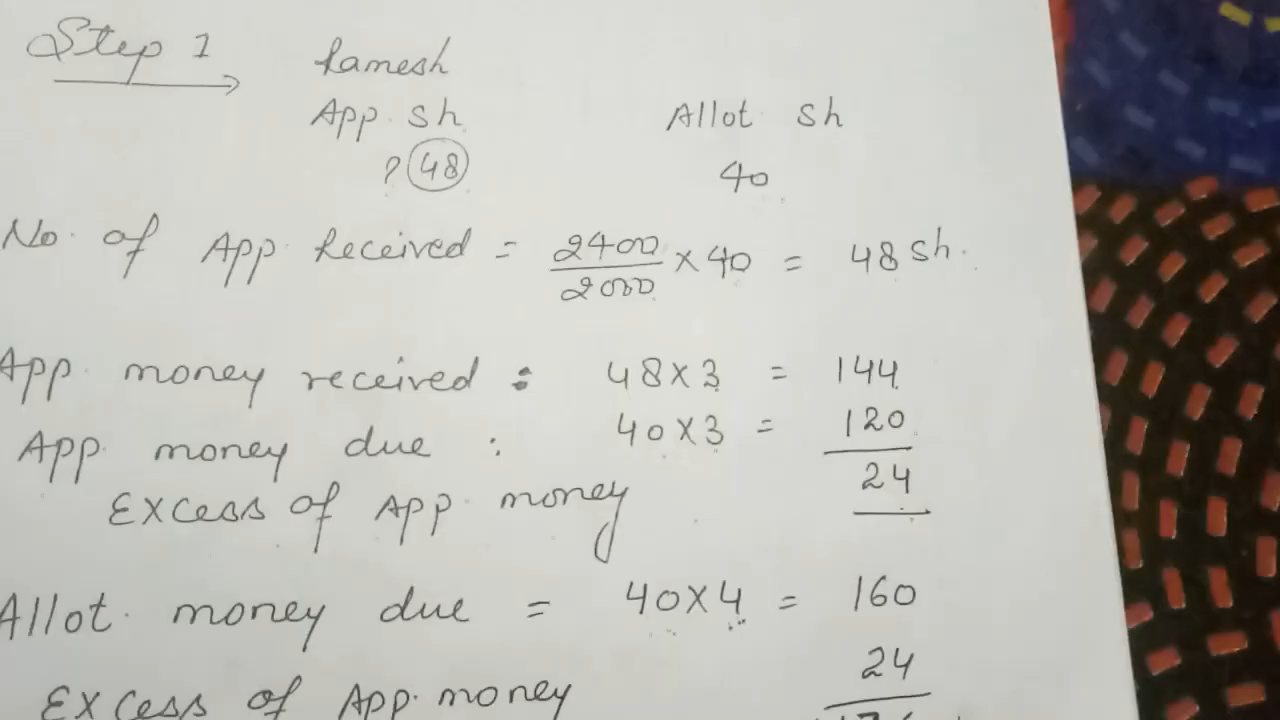 Step 1 Ramesh
App. Sh Allot Sh
? 48 40
No. of App. Received = 2400/2000 × 40 = 48 Sh.
App. money received : 48×3 = 144
App. money due : 40×3 = 120
Excess of App. money 24
Allot. money due = 40×4 = 160
Excess of App. money 24